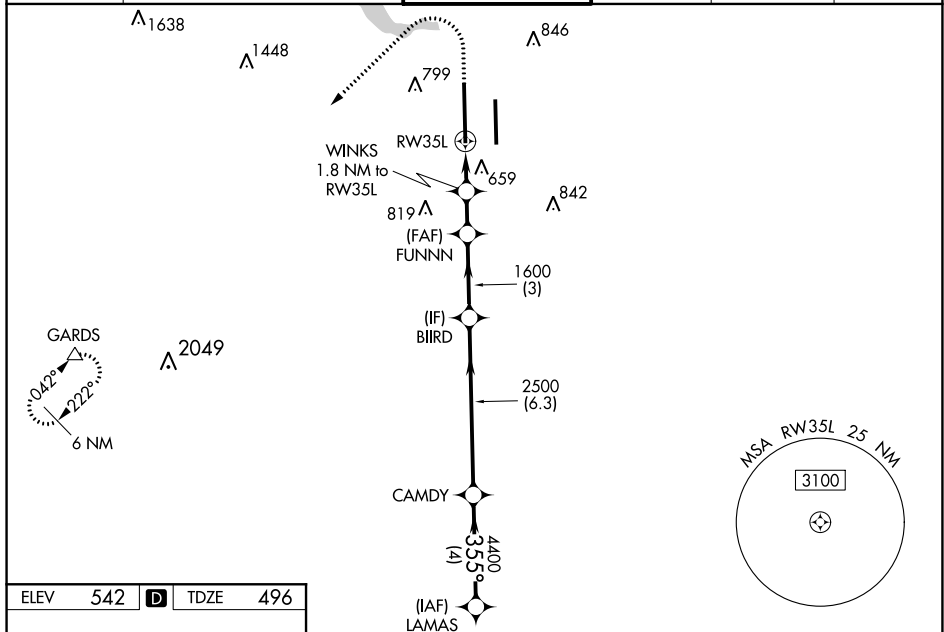 1638
1448
846
799
RW35L
WINKS
1.8 NM to
RW35L
659
842
819
(FAF)
FUNNN
1600
(3)
(IF)
BIIRD
GARDS
042°
222°
6 NM
2049
2500
(6.3)
MSA RW35L 25 NM
3100
CAMDY
4400
355°
(4)
(IAF)
LAMAS
ELEV 542 D TDZE 496